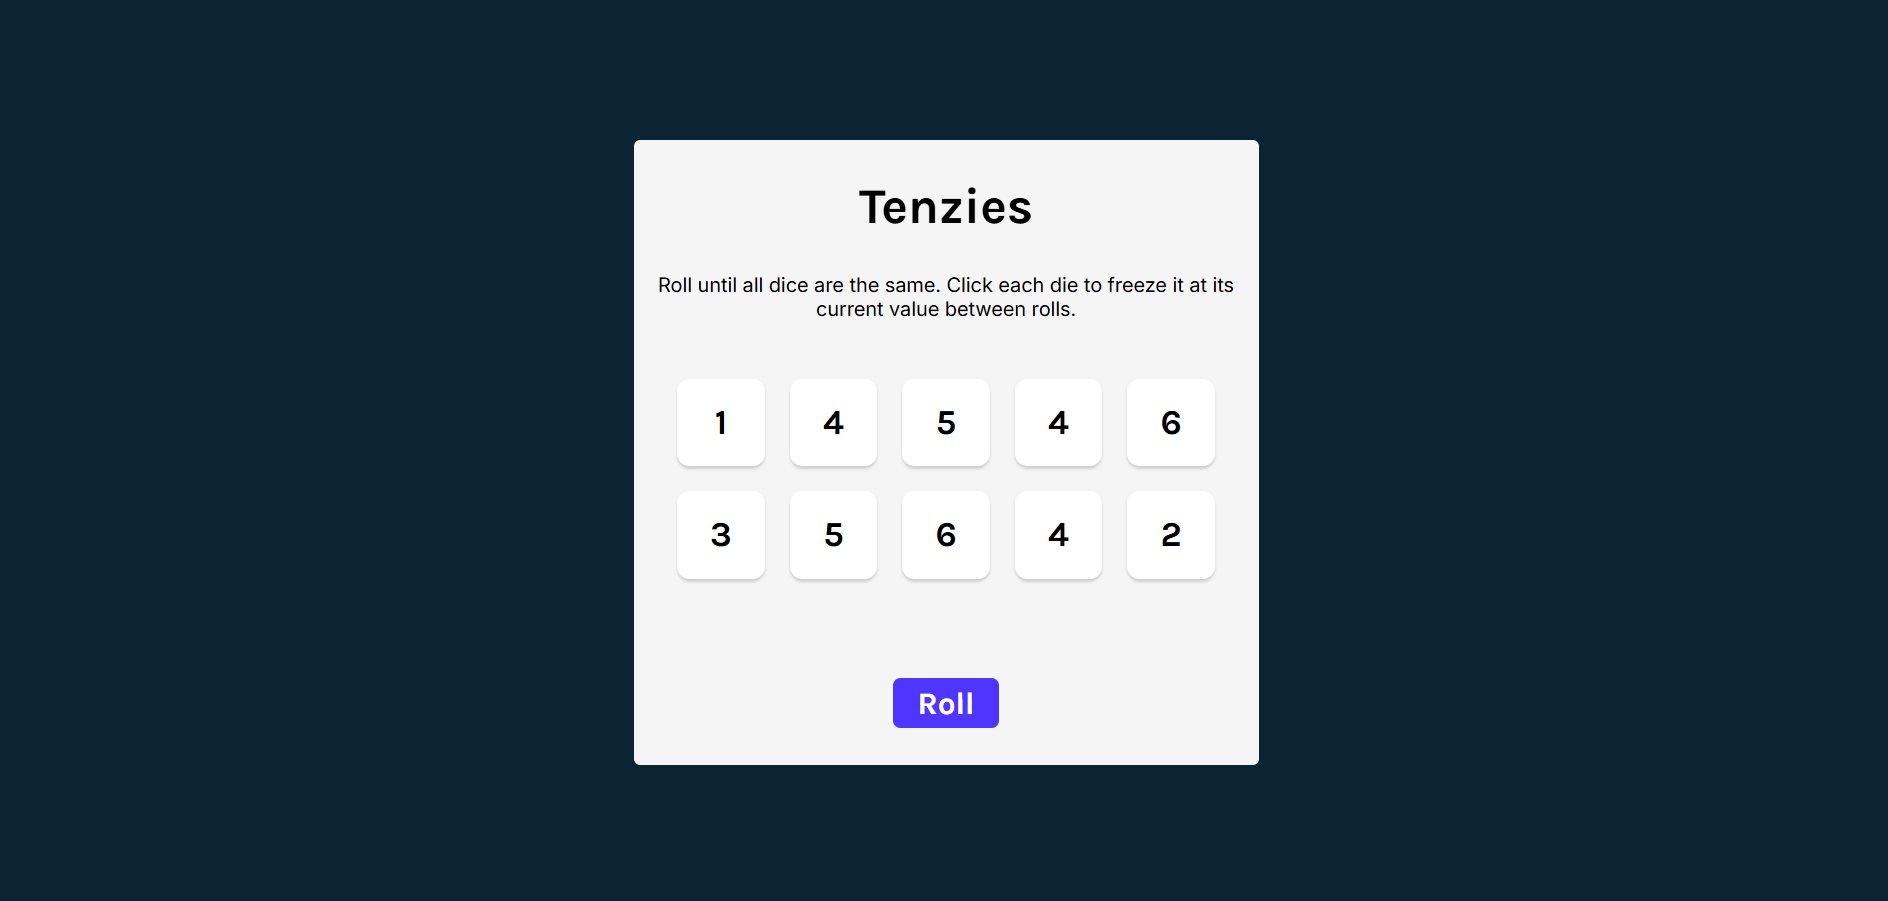 Tenzies
Roll until all dice are the same. Click each die to freeze it at its
current value between rolls.
1 4 5 4 6
3 5 6 4 2
Roll